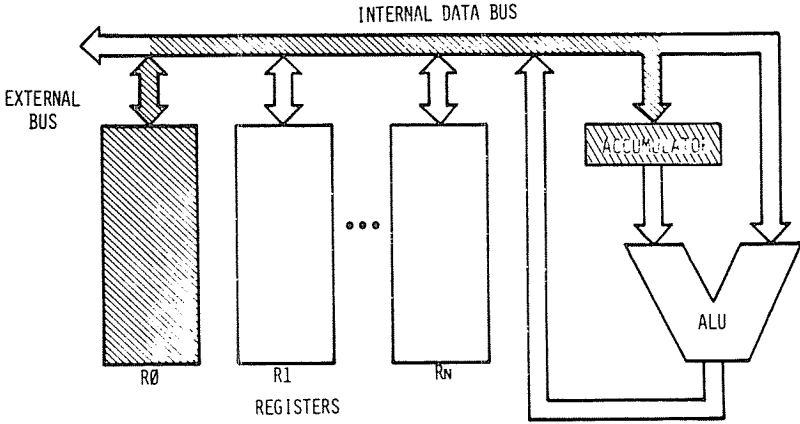 INTERNAL DATA BUS
EXTERNAL
BUS
ACCUMULATOR
ALU
RØ
R1
RN
REGISTERS